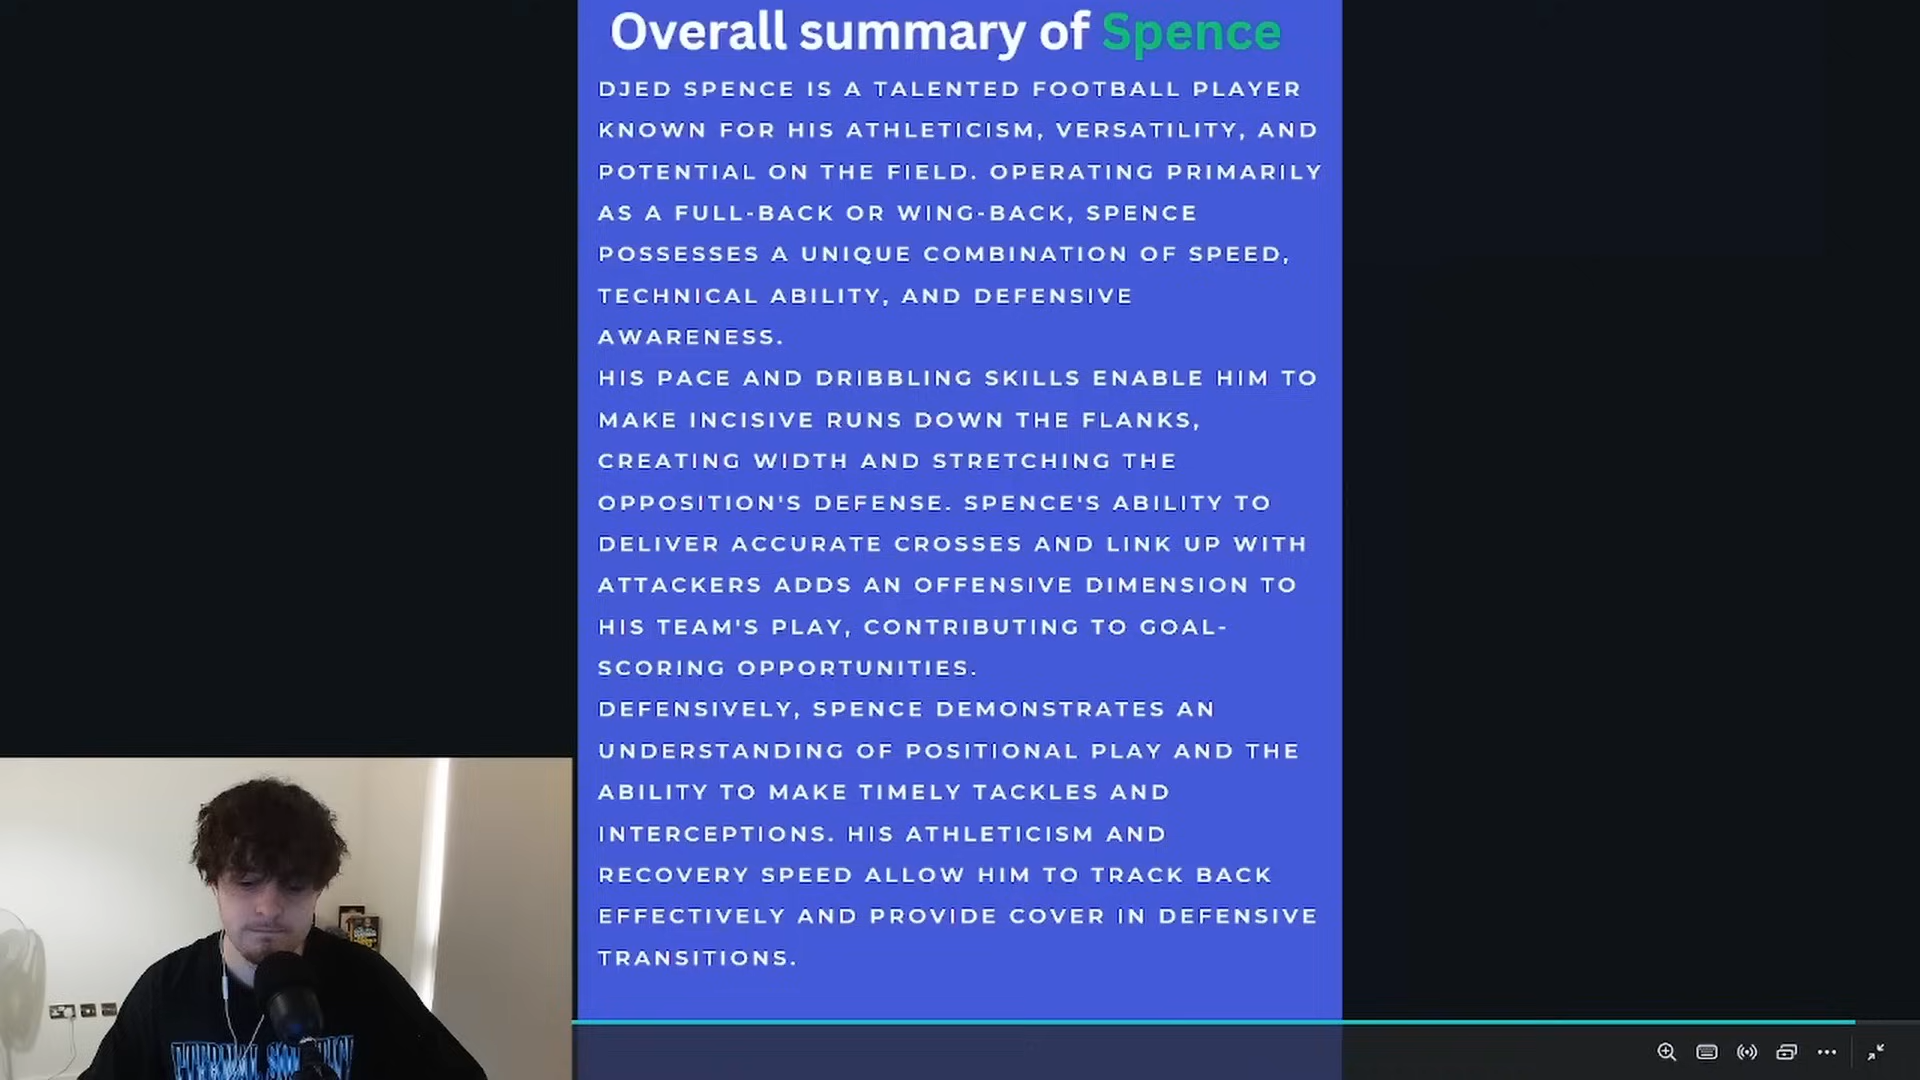 Overall summary of Spence
DJED SPENCE IS A TALENTED FOOTBALL PLAYER
KNOWN FOR HIS ATHLETICISM, VERSATILITY, AND
POTENTIAL ON THE FIELD. OPERATING PRIMARILY
AS A FULL-BACK OR WING-BACK, SPENCE
POSSESSES A UNIQUE COMBINATION OF SPEED,
TECHNICAL ABILITY, AND DEFENSIVE
AWARENESS.
HIS PACE AND DRIBBLING SKILLS ENABLE HIM TO
MAKE INCISIVE RUNS DOWN THE FLANKS,
CREATING WIDTH AND STRETCHING THE
OPPOSITION'S DEFENSE. SPENCE'S ABILITY TO
DELIVER ACCURATE CROSSES AND LINK UP WITH
ATTACKERS ADDS AN OFFENSIVE DIMENSION TO
HIS TEAM'S PLAY, CONTRIBUTING TO GOAL-
SCORING OPPORTUNITIES.
DEFENSIVELY, SPENCE DEMONSTRATES AN
UNDERSTANDING OF POSITIONAL PLAY AND THE
ABILITY TO MAKE TIMELY TACKLES AND
INTERCEPTIONS. HIS ATHLETICISM AND
RECOVERY SPEED ALLOW HIM TO TRACK BACK
EFFECTIVELY AND PROVIDE COVER IN DEFENSIVE
TRANSITIONS.